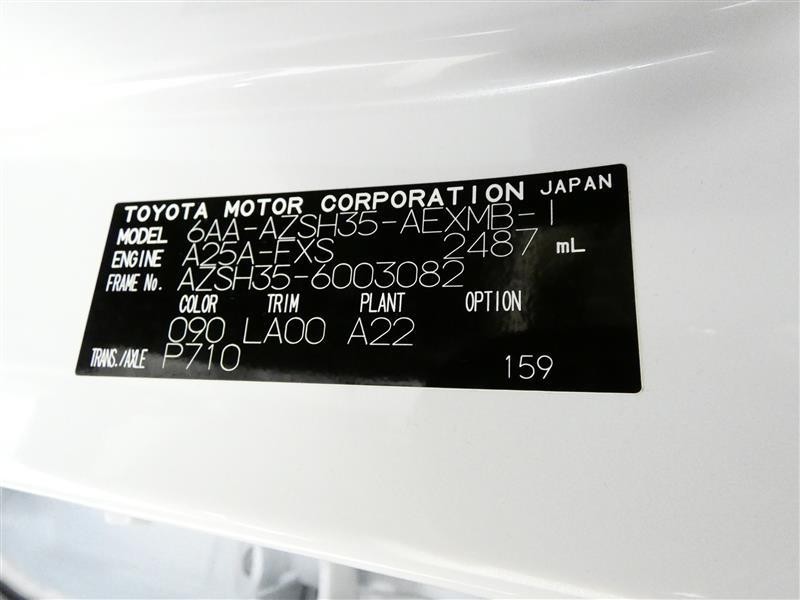 TOYOTA MOTOR CORPORATION JAPAN
MODEL 6AA-AZSH35-AEXMB-I
ENGINE A25A-FXS 2487 mL
FRAME No. AZSH35-6003082
COLOR TRIM PLANT OPTION
090 LA00 A22
TRANS./AXLE P710 159